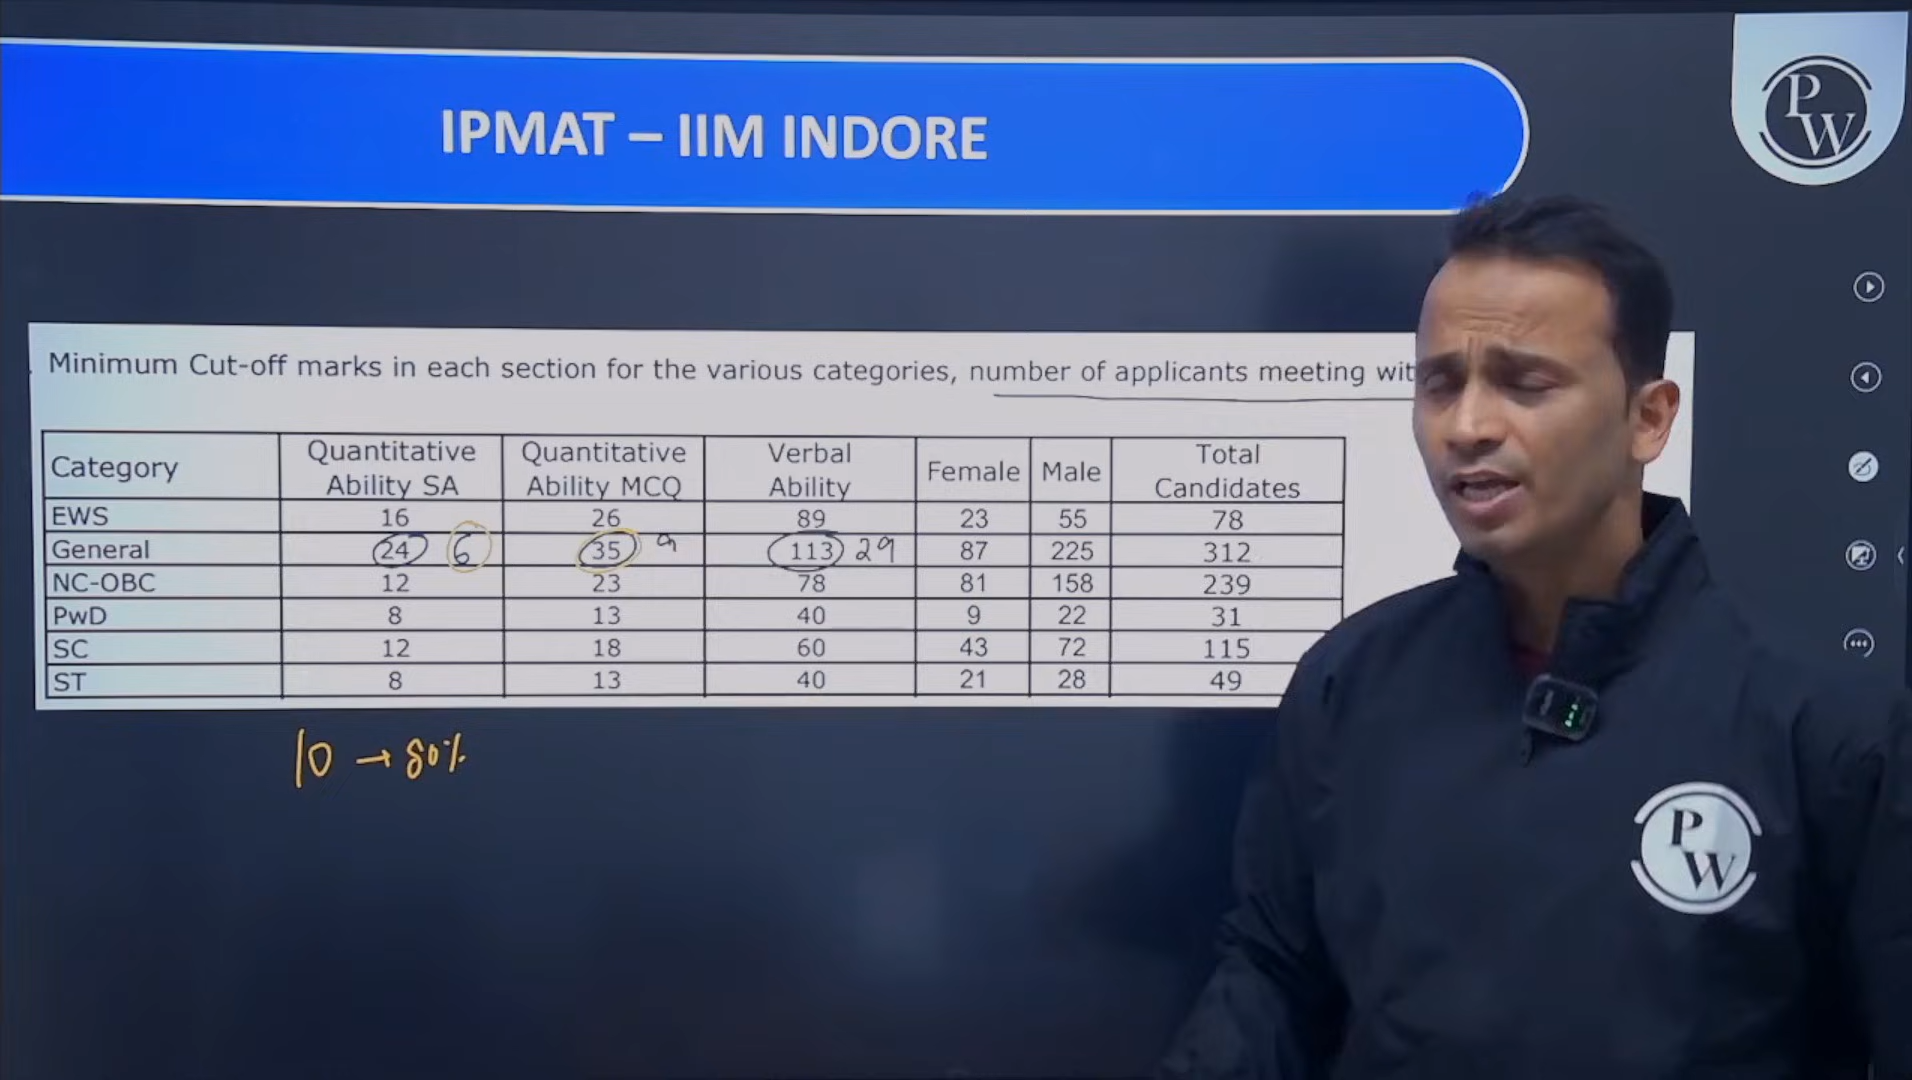 IPMAT – IIM INDORE
P
W
Minimum Cut-off marks in each section for the various categories, number of applicants meeting
Category Quantitative Ability SA Quantitative Ability MCQ Verbal Ability Female Male Total Candidates
EWS 16 26 89 23 55 78
General 24 6 35 9 113 29 87 225 312
NC-OBC 12 23 78 81 158 239
PwD 8 13 40 9 22 31
SC 12 18 60 43 72 115
ST 8 13 40 21 28 49
10 → 80%
P
W